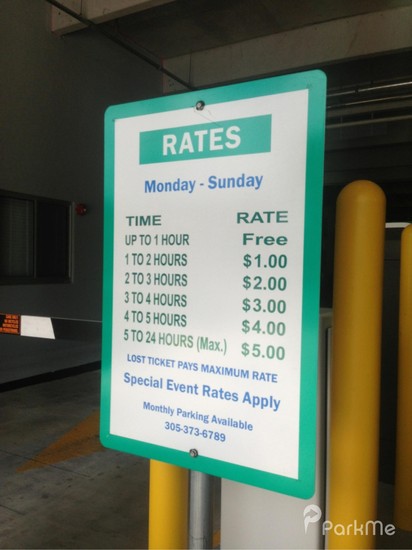 RATES
Monday - Sunday
TIME RATE
UP TO 1 HOUR Free
1 TO 2 HOURS $1.00
2 TO 3 HOURS $2.00
3 TO 4 HOURS $3.00
4 TO 5 HOURS $4.00
5 TO 24 HOURS (Max.) $5.00
LOST TICKET PAYS MAXIMUM RATE
Special Event Rates Apply
Monthly Parking Available
305-373-6789
ParkMe